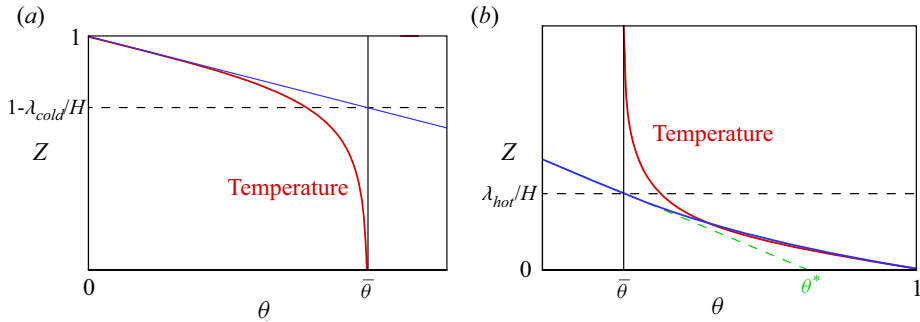 (a)
1
1-λcold/H
Z
Temperature
0
θ
θ̅
(b)
Z
Temperature
λhot/H
0
θ̅
θ
θ*
1